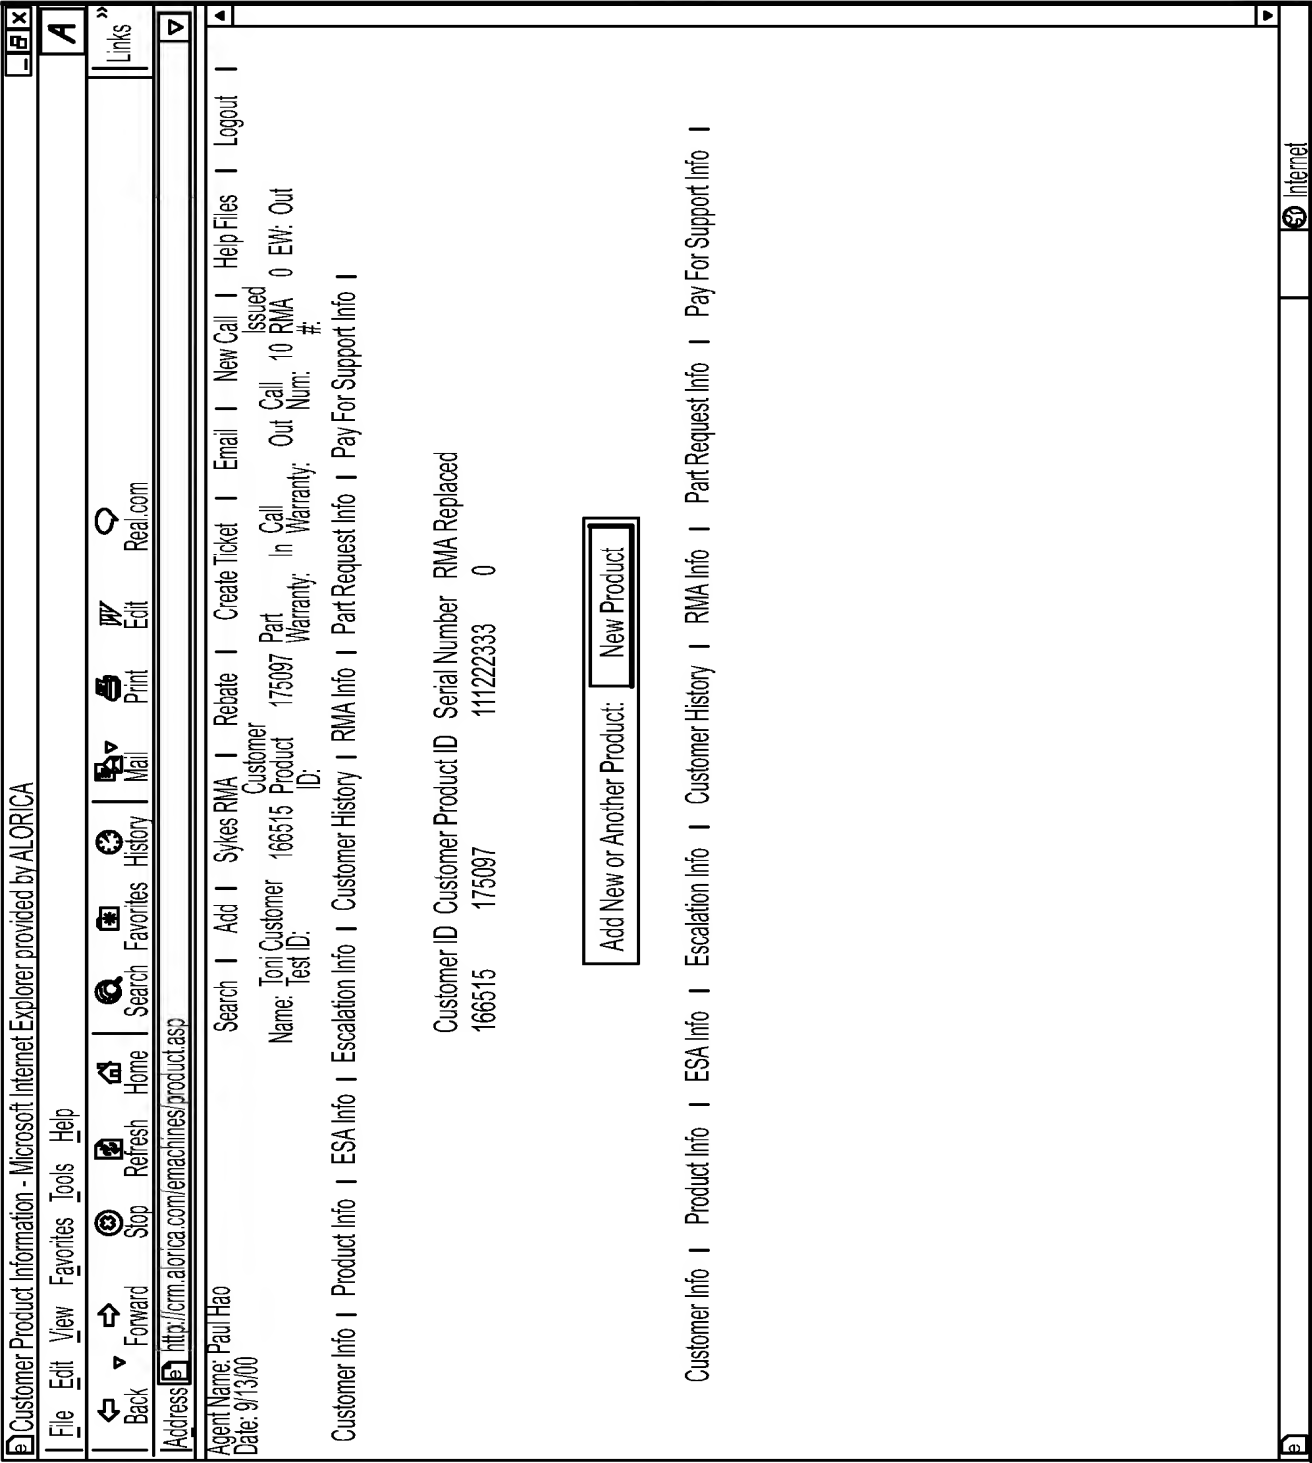 Customer Product Information - Microsoft Internet Explorer provided by ALORICA
File Edit View Favorites Tools Help
Back Forward Stop Refresh Home Search Favorites History Mail Print Edit Real.com Links »
Address http://crm.alorica.com/emachines/product.asp
Agent Name: Paul Hao
Date: 9/13/00
Search I Add I Sykes RMA I Rebate I Create Ticket I Email I New Call I Help Files I Logout I
Customer Issued
Name: Toni Customer 166515 Product 175097 Part In Call Out Call 10 RMA 0 EW: Out
Test ID: ID: Warranty: Warranty: Num: #:
Customer Info I Product Info I ESA Info I Escalation Info I Customer History I RMA Info I Part Request Info I Pay For Support Info I
Customer ID Customer Product ID Serial Number RMA Replaced
166515 175097 111222333 0
Add New or Another Product: New Product
Customer Info I Product Info I ESA Info I Escalation Info I Customer History I RMA Info I Part Request Info I Pay For Support Info I
Internet